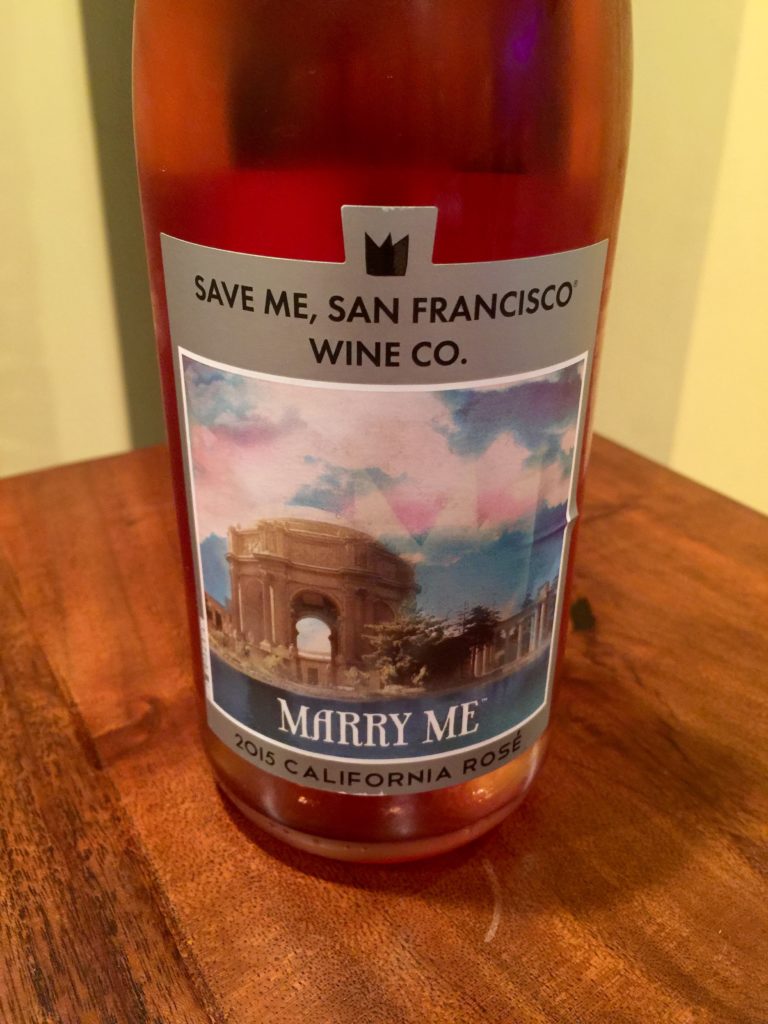 SAVE ME, SAN FRANCISCO®
WINE CO.
MARRY ME™
2015 CALIFORNIA ROSÉ